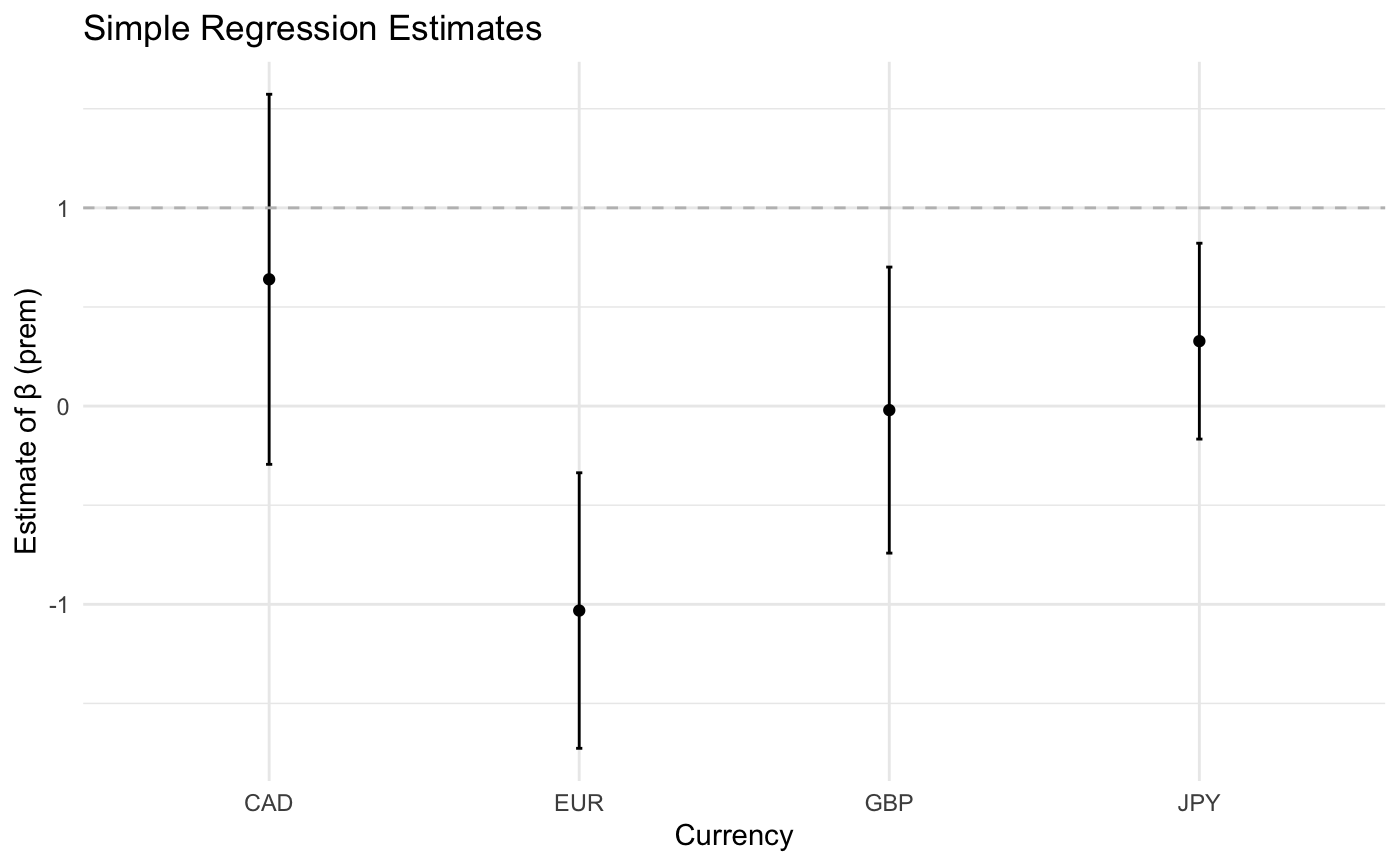 Simple Regression Estimates
Estimate of β (prem)
1
0
-1
CAD EUR GBP JPY
Currency